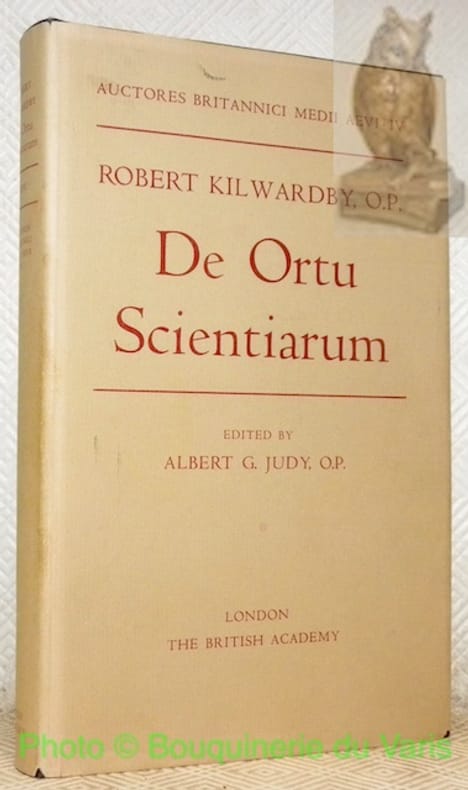 AUCTORES BRITANNICI MEDII AEVI IV
ROBERT KILWARDBY, O.P.
De Ortu
Scientiarum
EDITED BY
ALBERT G. JUDY, O.P.
LONDON
THE BRITISH ACADEMY
Photo © Bouquinerie du Varis